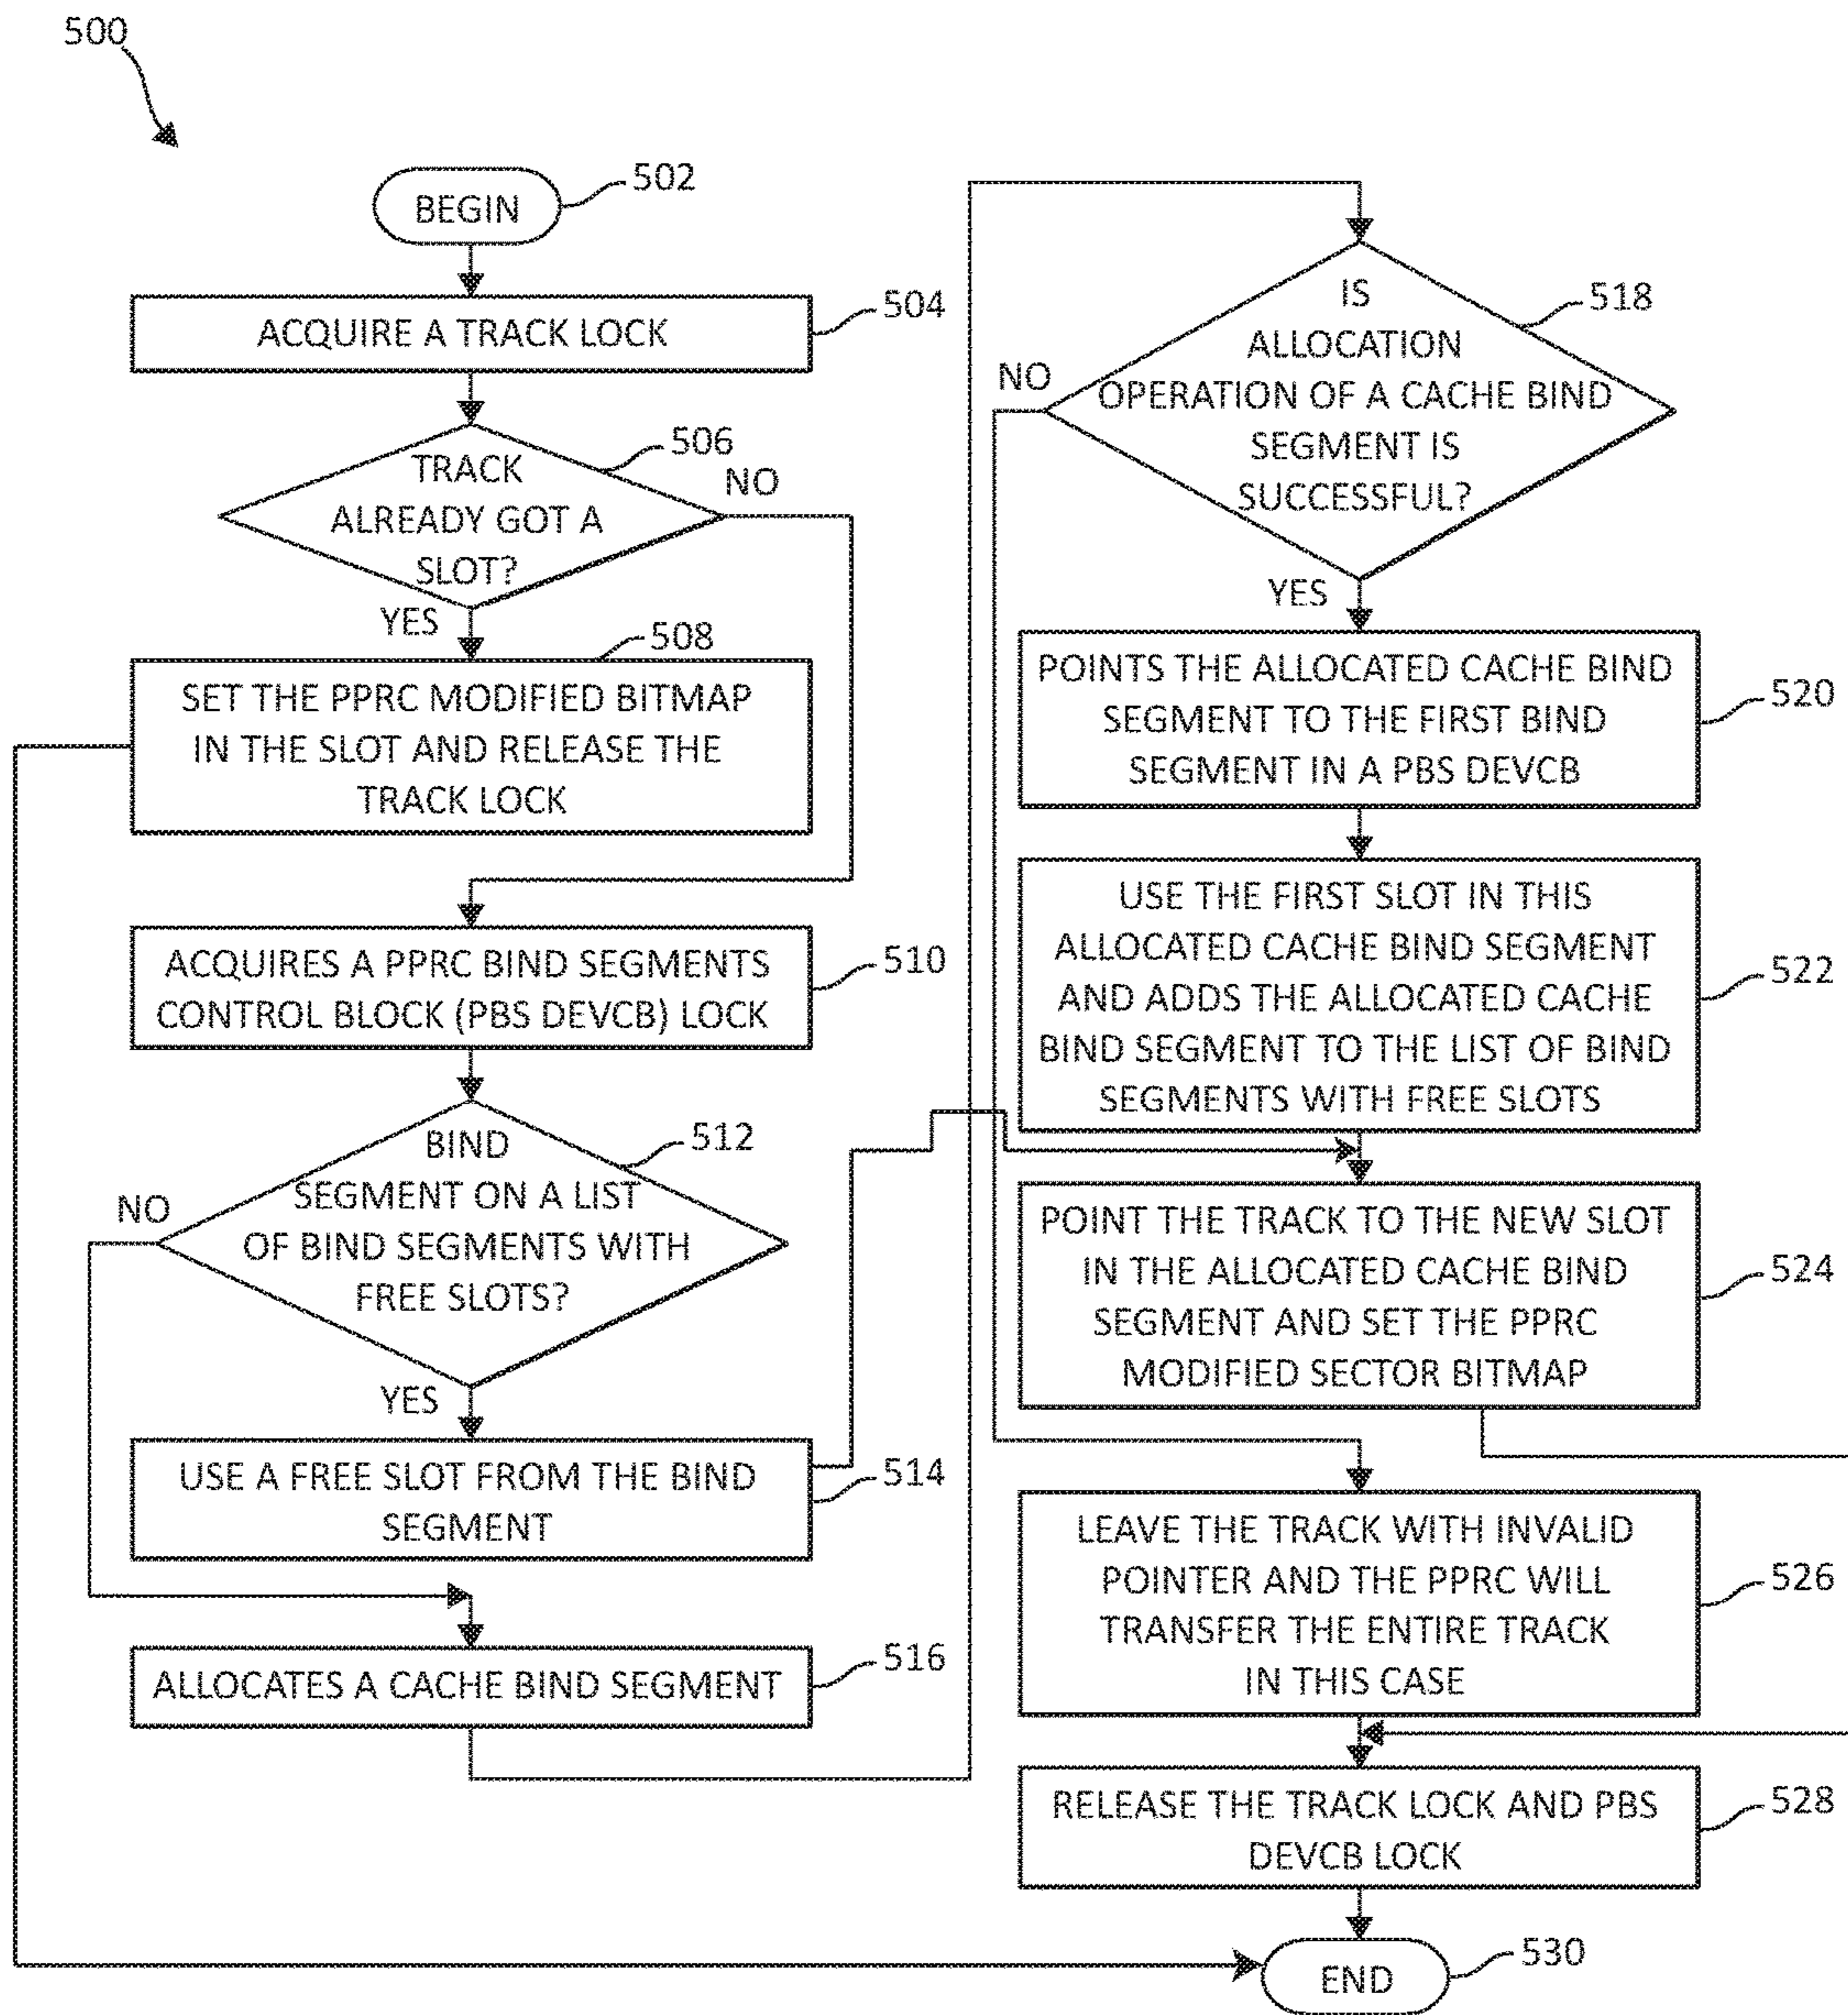 500
BEGIN
502
ACQUIRE A TRACK LOCK
504
TRACK
ALREADY GOT A
SLOT?
506
NO
YES
508
SET THE PPRC MODIFIED BITMAP
IN THE SLOT AND RELEASE THE
TRACK LOCK
ACQUIRES A PPRC BIND SEGMENTS
CONTROL BLOCK (PBS DEVCB) LOCK
510
BIND
SEGMENT ON A LIST
OF BIND SEGMENTS WITH
FREE SLOTS?
512
NO
YES
USE A FREE SLOT FROM THE BIND
SEGMENT
514
ALLOCATES A CACHE BIND SEGMENT
516
IS
ALLOCATION
OPERATION OF A CACHE BIND
SEGMENT IS
SUCCESSFUL?
518
NO
YES
POINTS THE ALLOCATED CACHE BIND
SEGMENT TO THE FIRST BIND
SEGMENT IN A PBS DEVCB
520
USE THE FIRST SLOT IN THIS
ALLOCATED CACHE BIND SEGMENT
AND ADDS THE ALLOCATED CACHE
BIND SEGMENT TO THE LIST OF BIND
SEGMENTS WITH FREE SLOTS
522
POINT THE TRACK TO THE NEW SLOT
IN THE ALLOCATED CACHE BIND
SEGMENT AND SET THE PPRC
MODIFIED SECTOR BITMAP
524
LEAVE THE TRACK WITH INVALID
POINTER AND THE PPRC WILL
TRANSFER THE ENTIRE TRACK
IN THIS CASE
526
RELEASE THE TRACK LOCK AND PBS
DEVCB LOCK
528
END
530